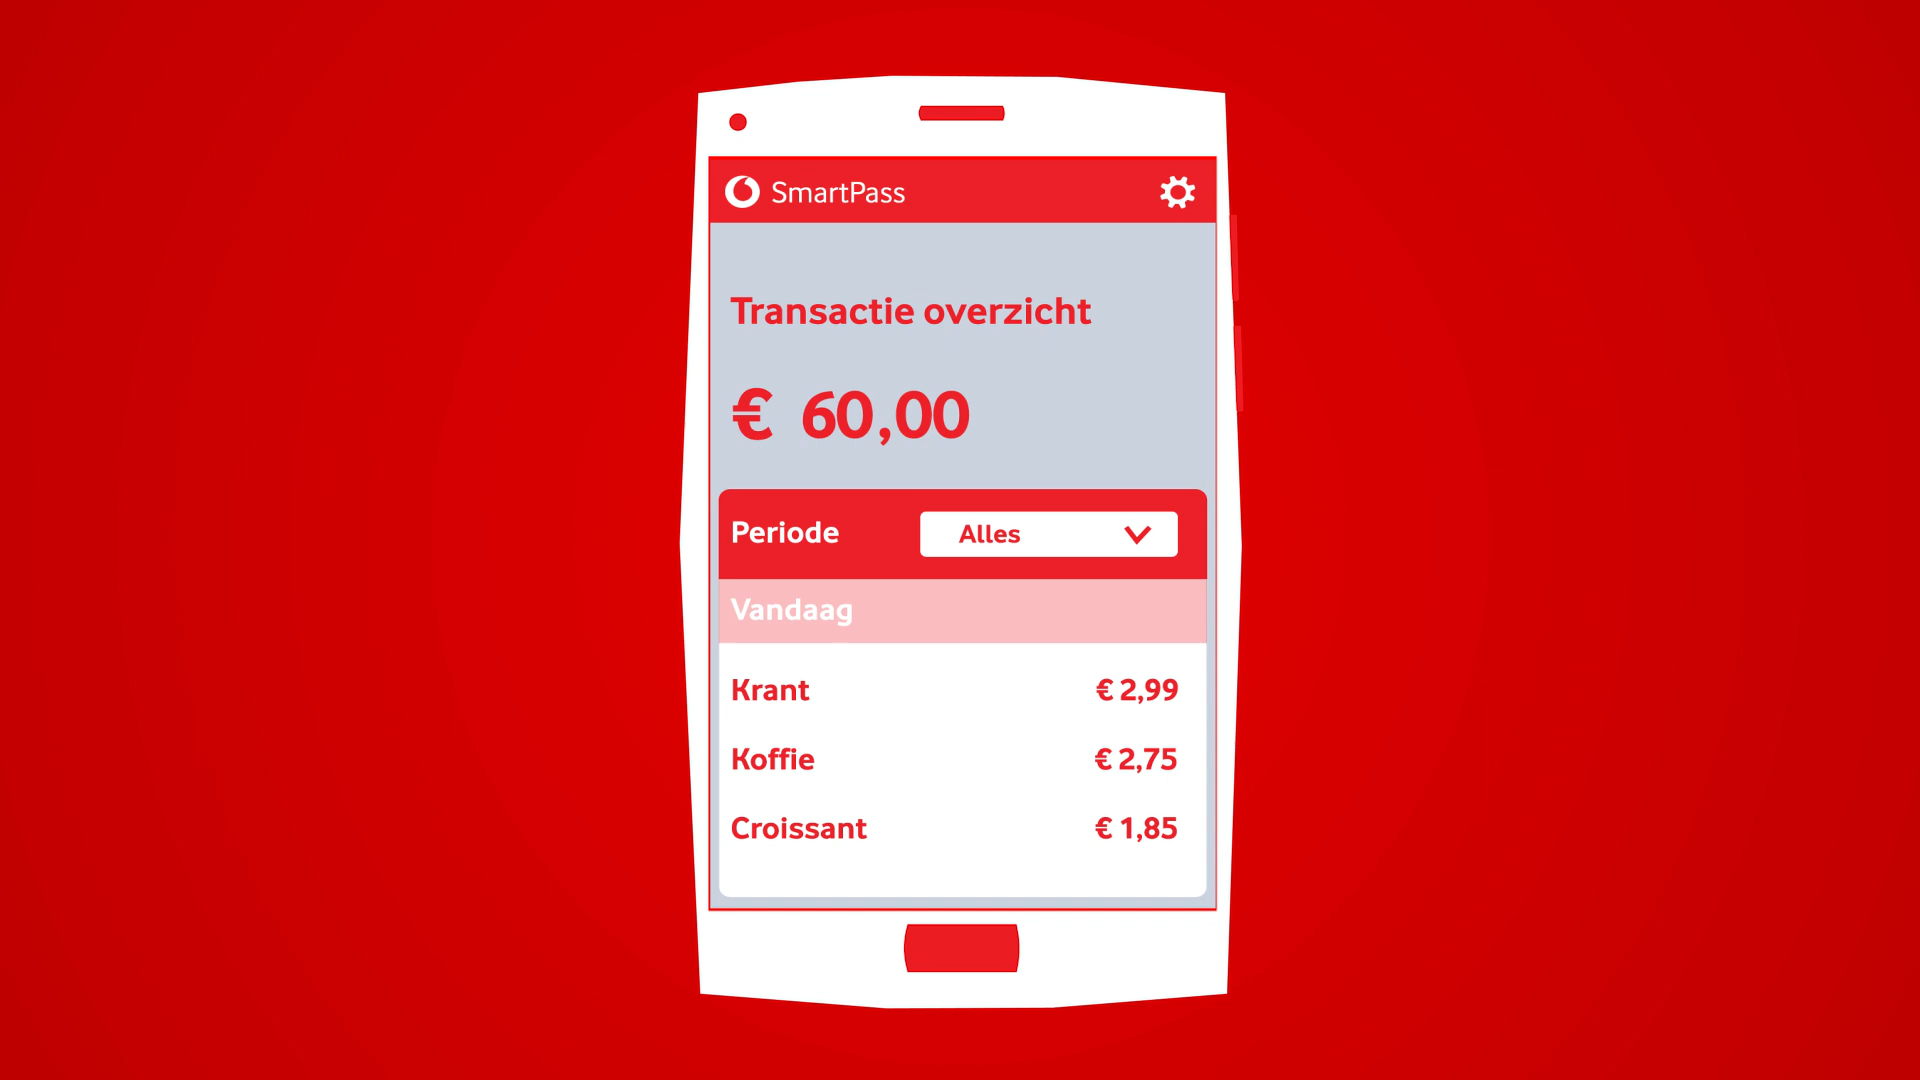 SmartPass
Transactie overzicht
€ 60,00
Periode Alles
Vandaag
Krant € 2,99
Koffie € 2,75
Croissant € 1,85